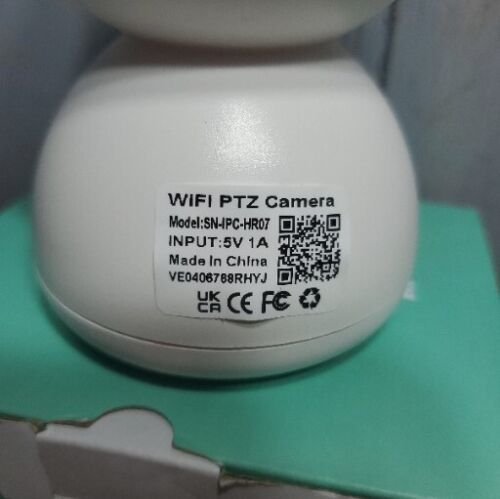 WIFI PTZ Camera
Model:SN-IPC-HR07
INPUT:5V 1A
Made In China
VE0406768RHYJ
UK CA CE FC